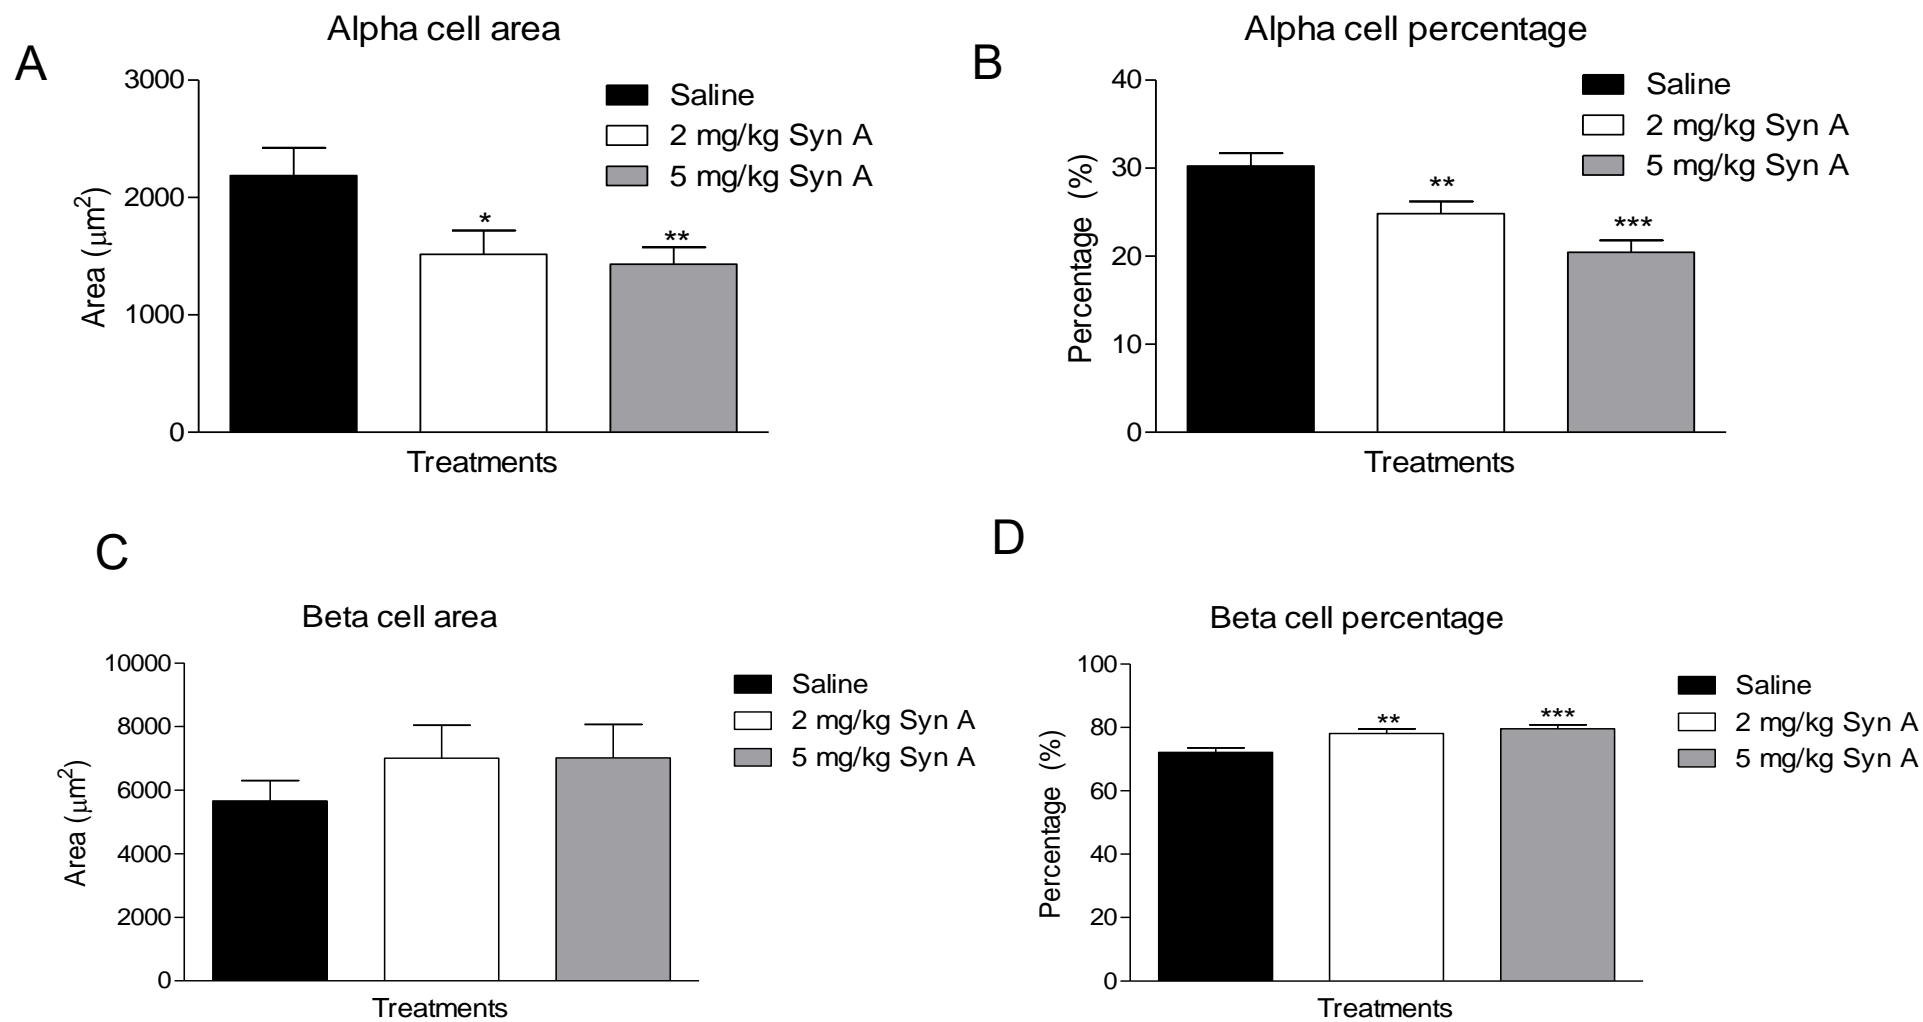 A
Alpha cell area
3000
2000
1000
0
Area (μm²)
Saline
2 mg/kg Syn A
5 mg/kg Syn A
*
**
Treatments
B
Alpha cell percentage
40
30
20
10
0
Percentage (%)
Saline
2 mg/kg Syn A
5 mg/kg Syn A
**
***
Treatments
C
Beta cell area
10000
8000
6000
4000
2000
0
Area (μm²)
Saline
2 mg/kg Syn A
5 mg/kg Syn A
Treatments
D
Beta cell percentage
100
80
60
40
20
0
Percentage (%)
Saline
2 mg/kg Syn A
5 mg/kg Syn A
**
***
Treatments